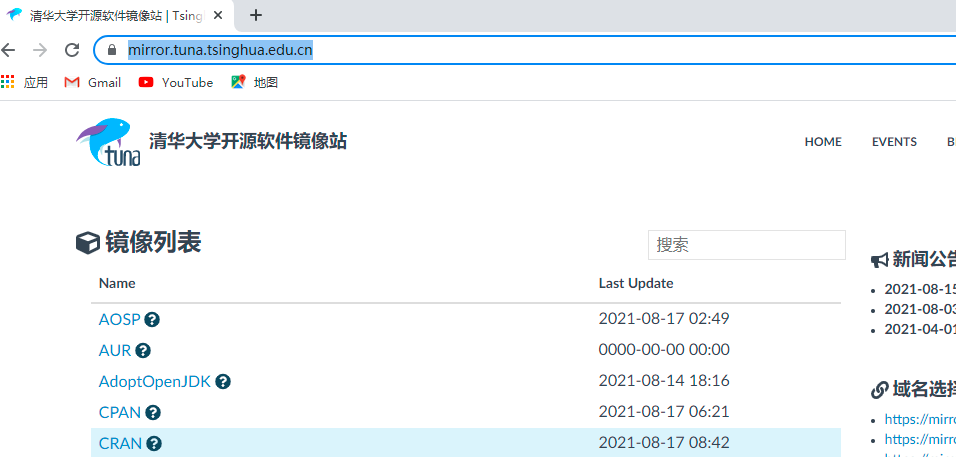 清华大学开源软件镜像站 | Tsing
mirror.tuna.tsinghua.edu.cn
应用 Gmail YouTube 地图
tuna 清华大学开源软件镜像站 HOME EVENTS
镜像列表 搜索
Name Last Update
AOSP 2021-08-17 02:49
AUR 0000-00-00 00:00
AdoptOpenJDK 2021-08-14 18:16
CPAN 2021-08-17 06:21
CRAN 2021-08-17 08:42
新闻公告
2021-08-15
2021-08-03
2021-04-01
域名选择
https://mirro
https://mirro